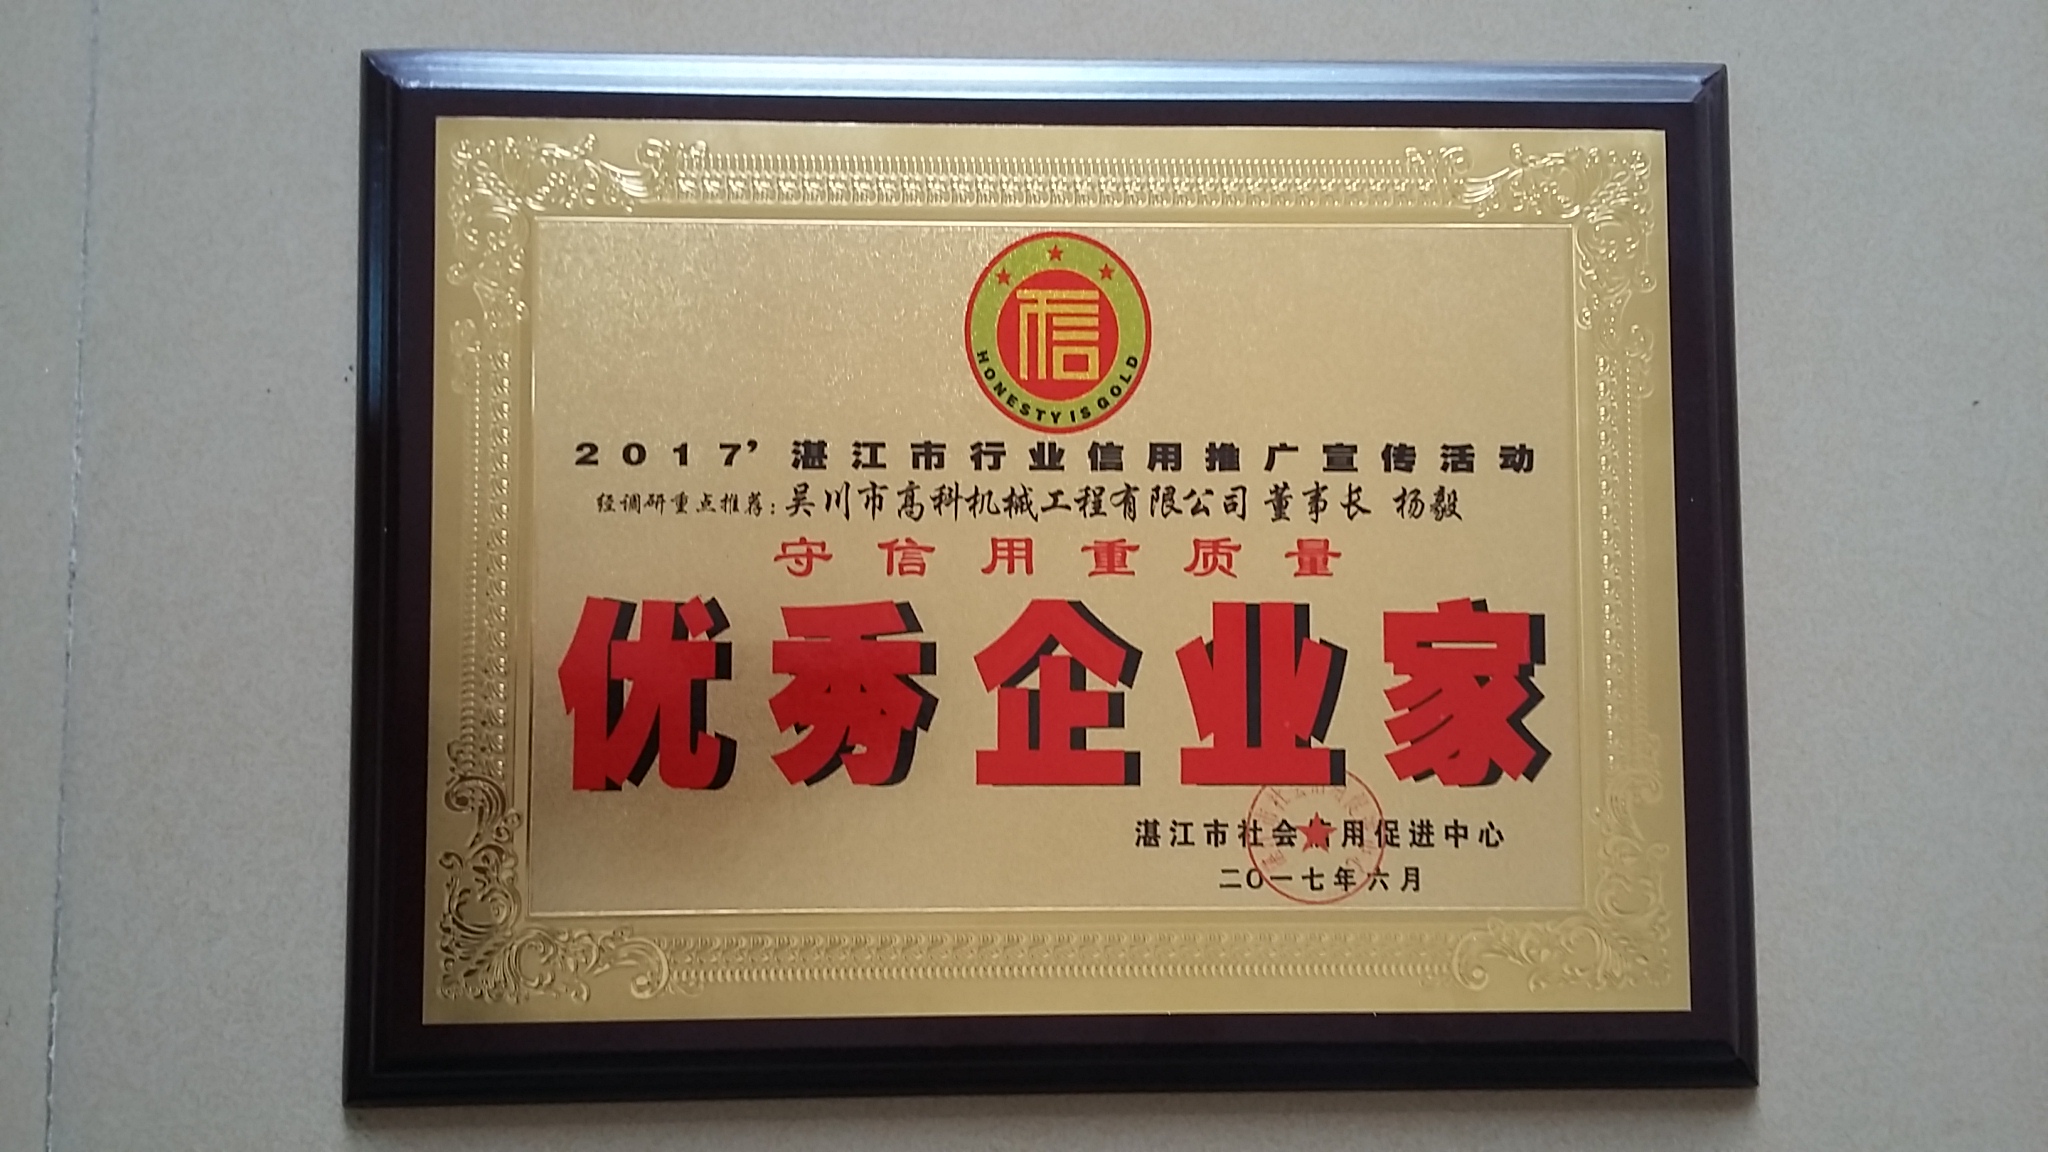 信
HONESTY IS GOLD
2017’湛江市行业信用推广宣传活动
经调研重点推荐:吴川市高科机械工程有限公司 董事长 杨毅
守信用重质量
优秀企业家
湛江市社会信用促进中心
二〇一七年六月